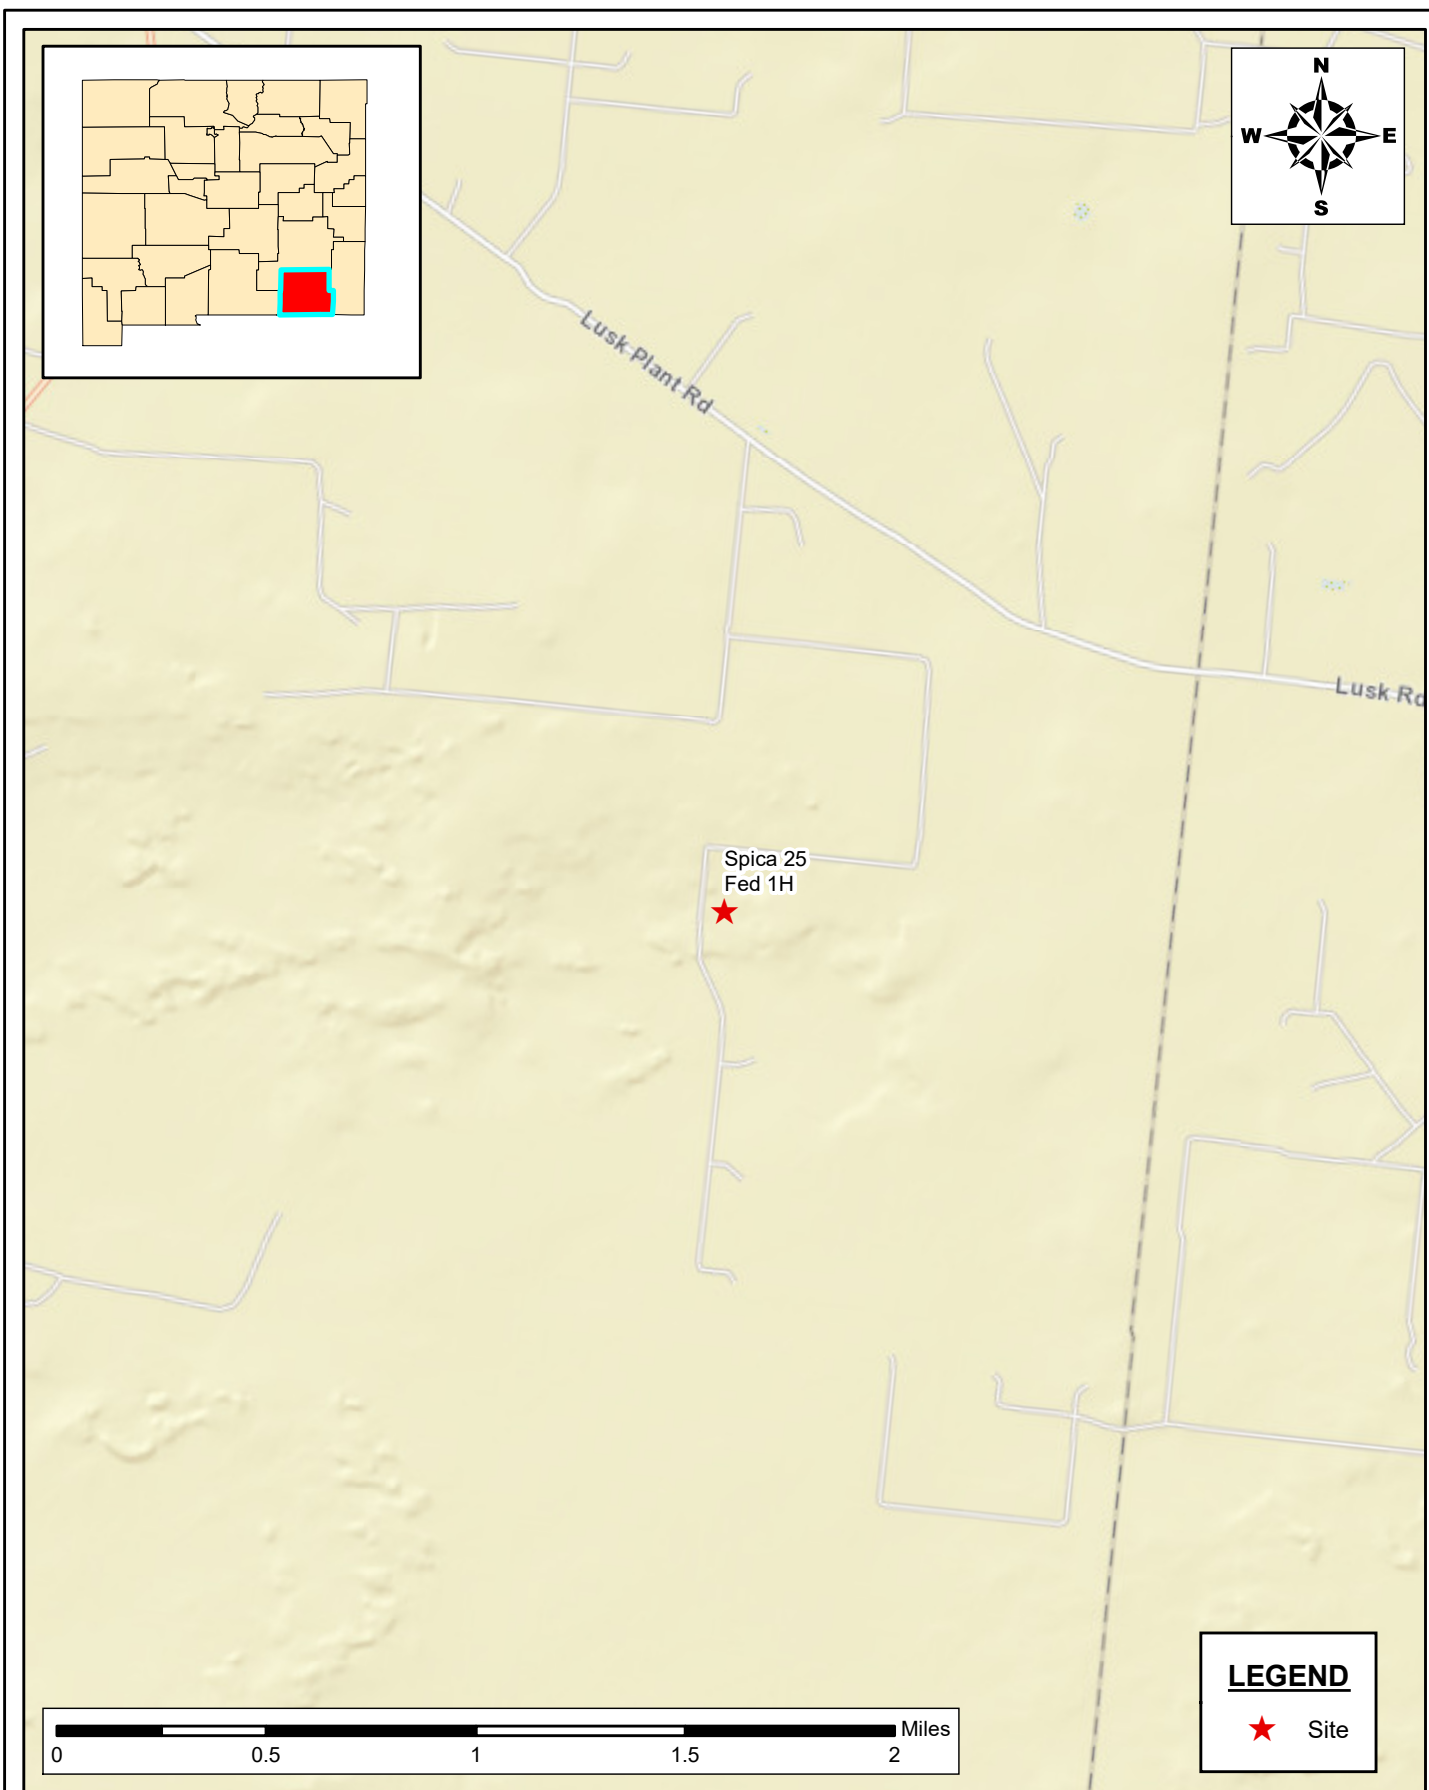 N
W E
S
Lusk Plant Rd
Lusk Rd
Spica 25
Fed 1H
LEGEND
Site
Miles
0 0.5 1 1.5 2